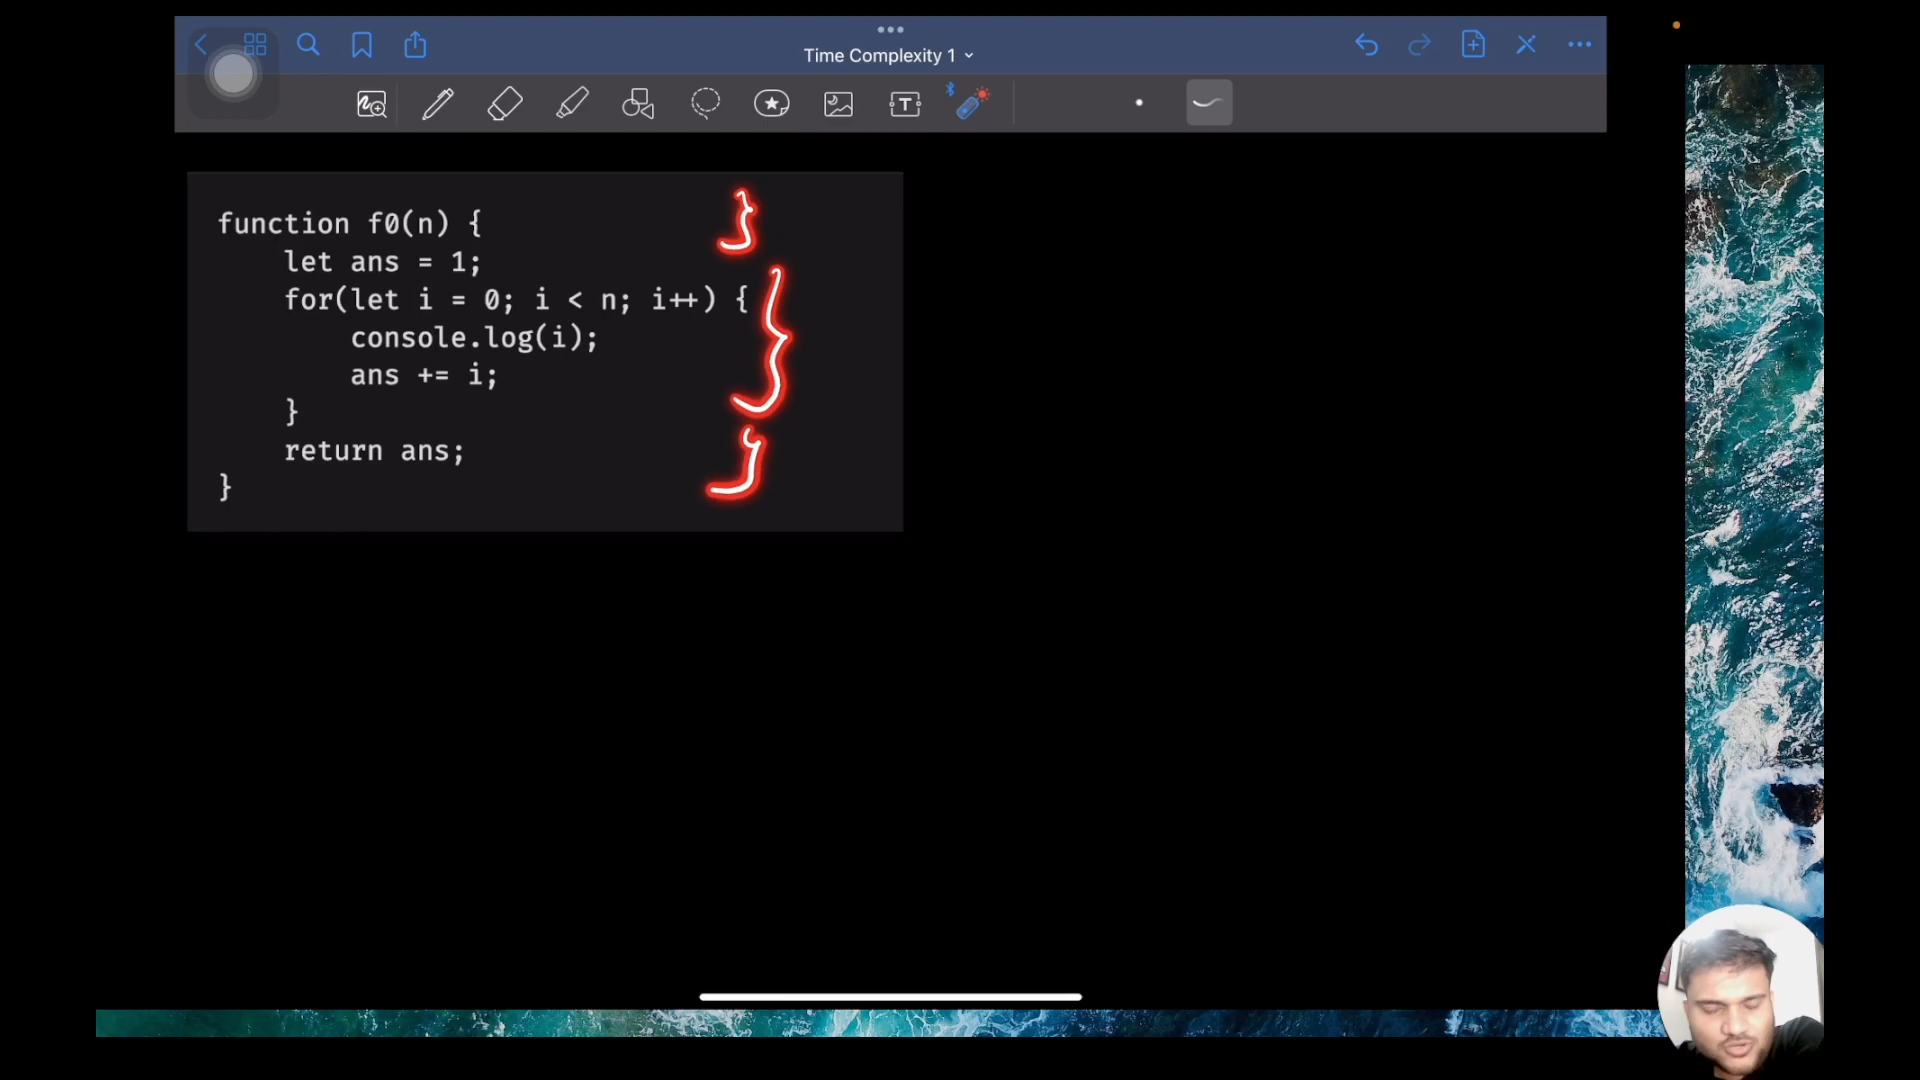 Time Complexity 1
T
function f0(n) {
let ans = 1;
for(let i = 0; i < n; i++) {
console.log(i);
ans += i;
}
return ans;
}